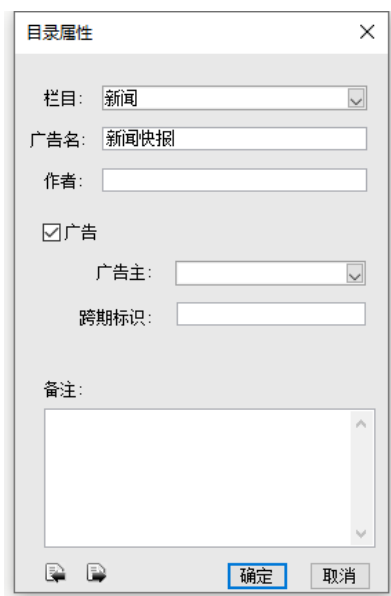 目录属性
栏目: 新闻
广告名: 新闻快报
作者:
广告
广告主:
跨期标识:
备注:
确定 取消